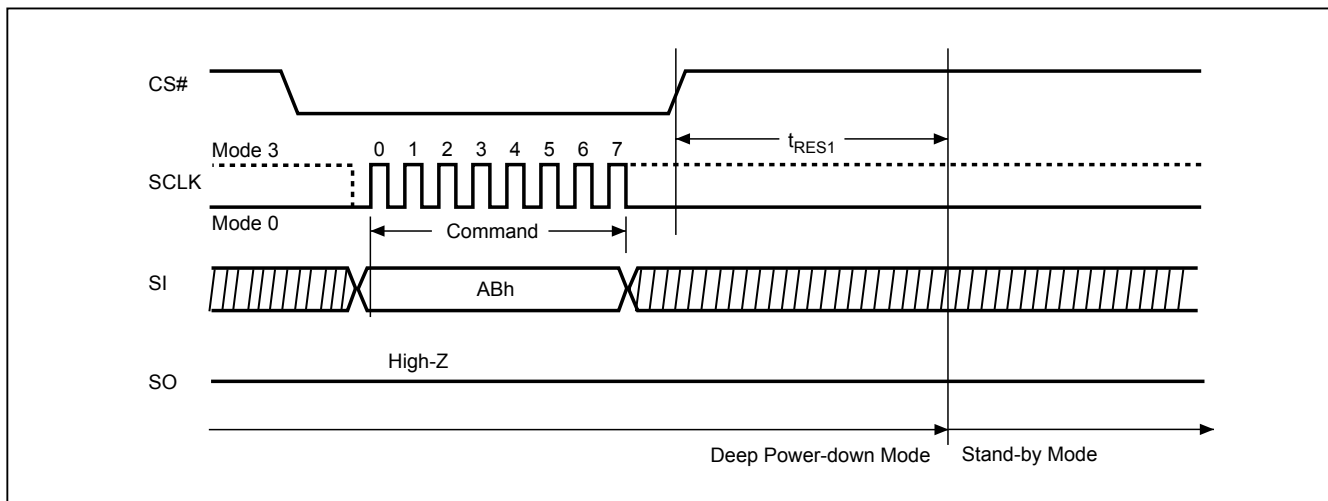 CS#
tRES1
Mode 3
0 1 2 3 4 5 6 7
SCLK
Mode 0
Command
SI
ABh
High-Z
SO
Deep Power-down Mode
Stand-by Mode